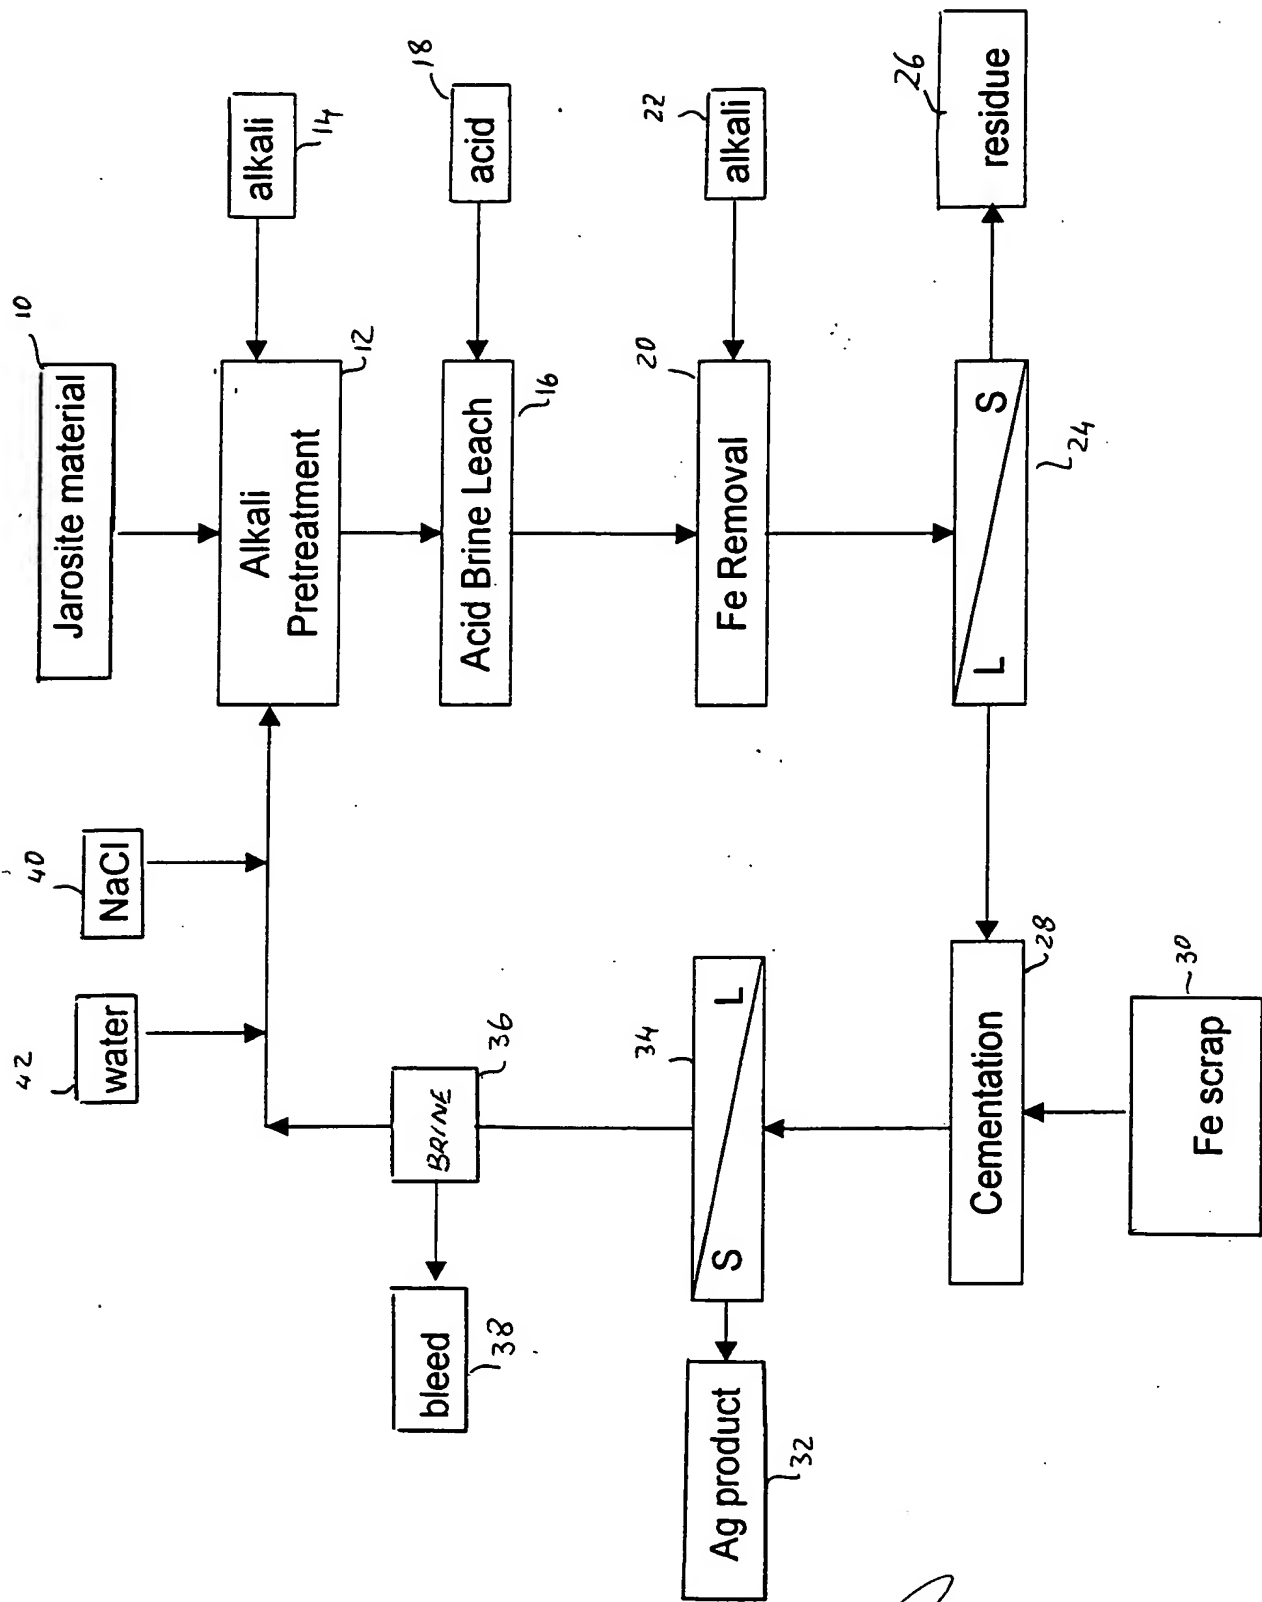 Jarosite material
10
Alkali
Pretreatment
12
alkali
14
Acid Brine Leach
16
acid
18
Fe Removal
20
alkali
22
L
S
24
residue
26
Cementation
28
Fe scrap
30
S
L
34
Ag product
32
BRINE
36
bleed
38
water
42
NaCl
40